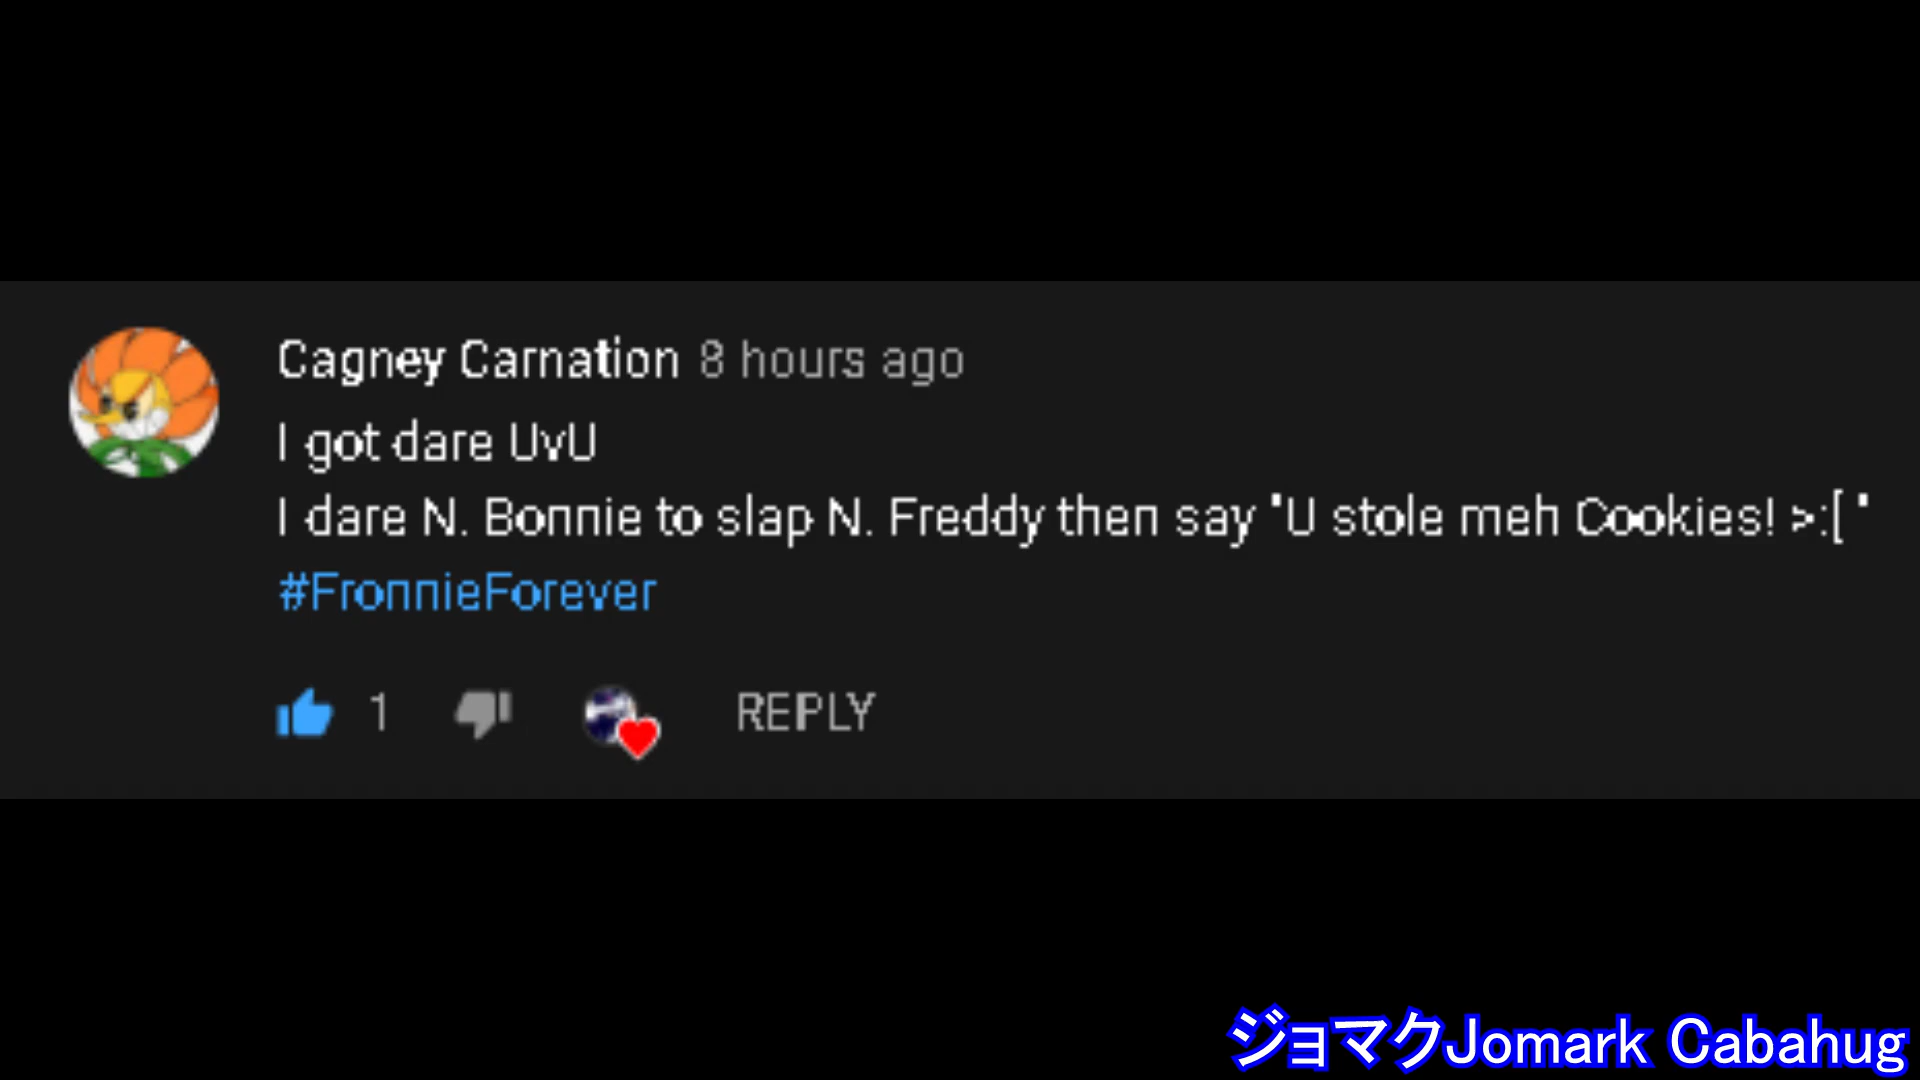 Cagney Carnation 8 hours ago
I got dare UvU
I dare N. Bonnie to slap N. Freddy then say "U stole meh Cookies! >:[ "
#FronnieForever
1 REPLY
ジョマクJomark Cabahug